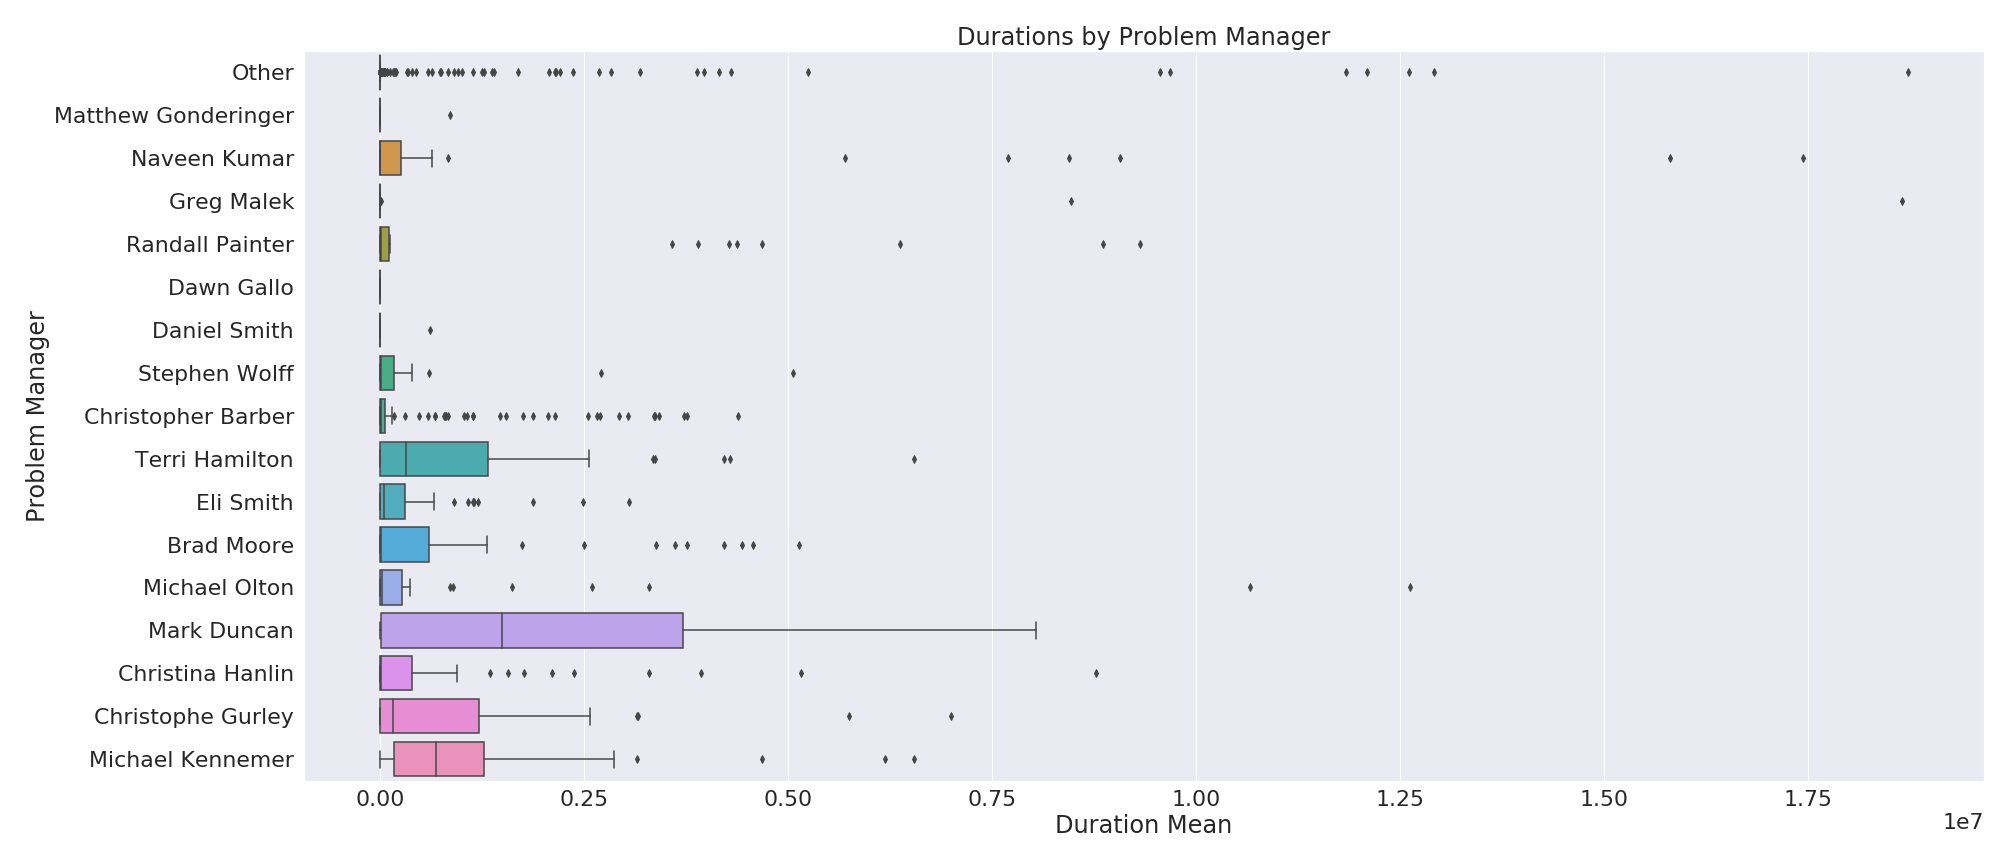 Durations by Problem Manager
Problem Manager
Other
Matthew Gonderinger
Naveen Kumar
Greg Malek
Randall Painter
Dawn Gallo
Daniel Smith
Stephen Wolff
Christopher Barber
Terri Hamilton
Eli Smith
Brad Moore
Michael Olton
Mark Duncan
Christina Hanlin
Christophe Gurley
Michael Kennemer
0.00 0.25 0.50 0.75 1.00 1.25 1.50 1.75
1e7
Duration Mean